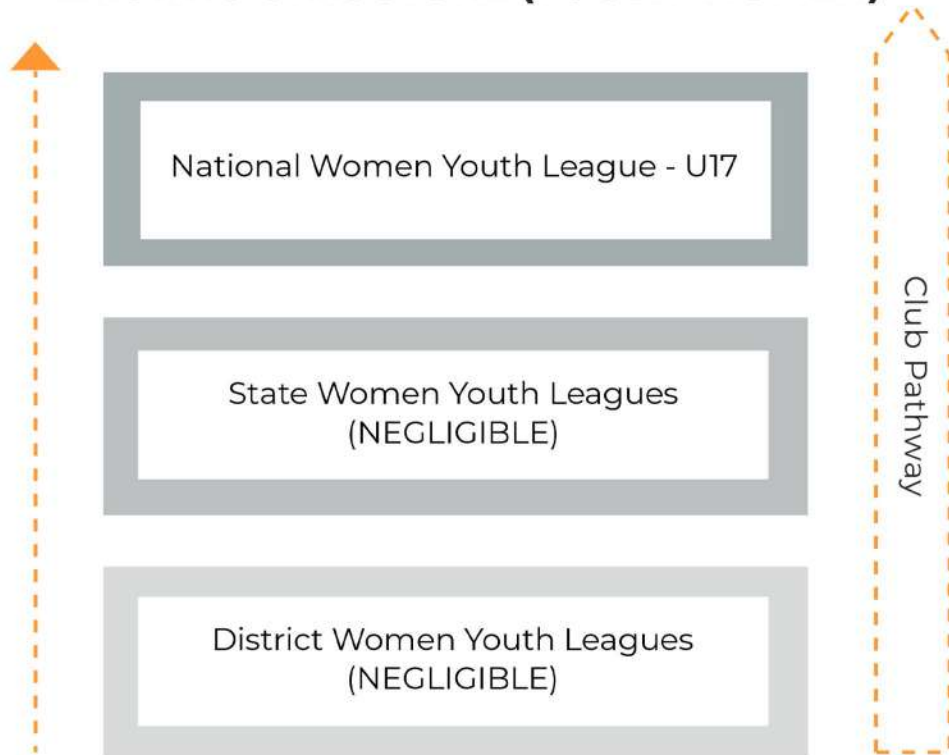 National Women Youth League - U17
State Women Youth Leagues
(NEGLIGIBLE)
Club Pathway
District Women Youth Leagues
(NEGLIGIBLE)